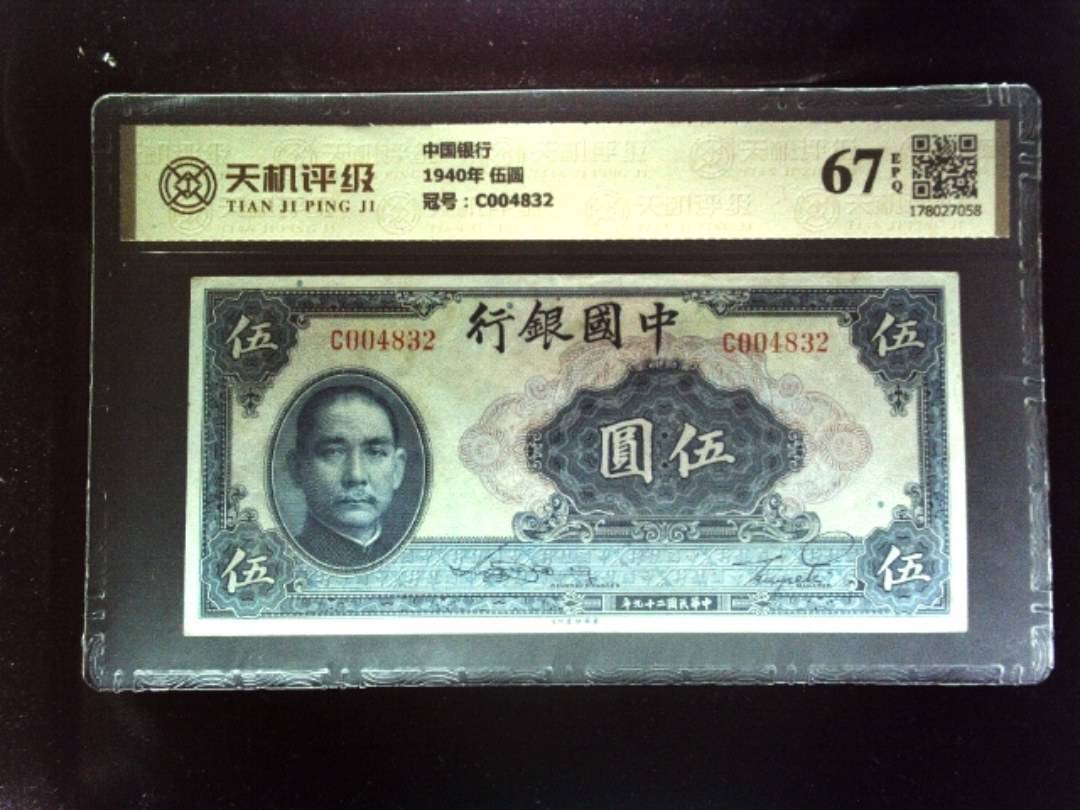 天机评级
TIAN JI PING JI
中国银行
1940年 伍圆
冠号：C004832
67
EPQ
178027058
行銀國中
伍 C004832 C004832 伍
圓伍
伍 伍
年九十二國民華中